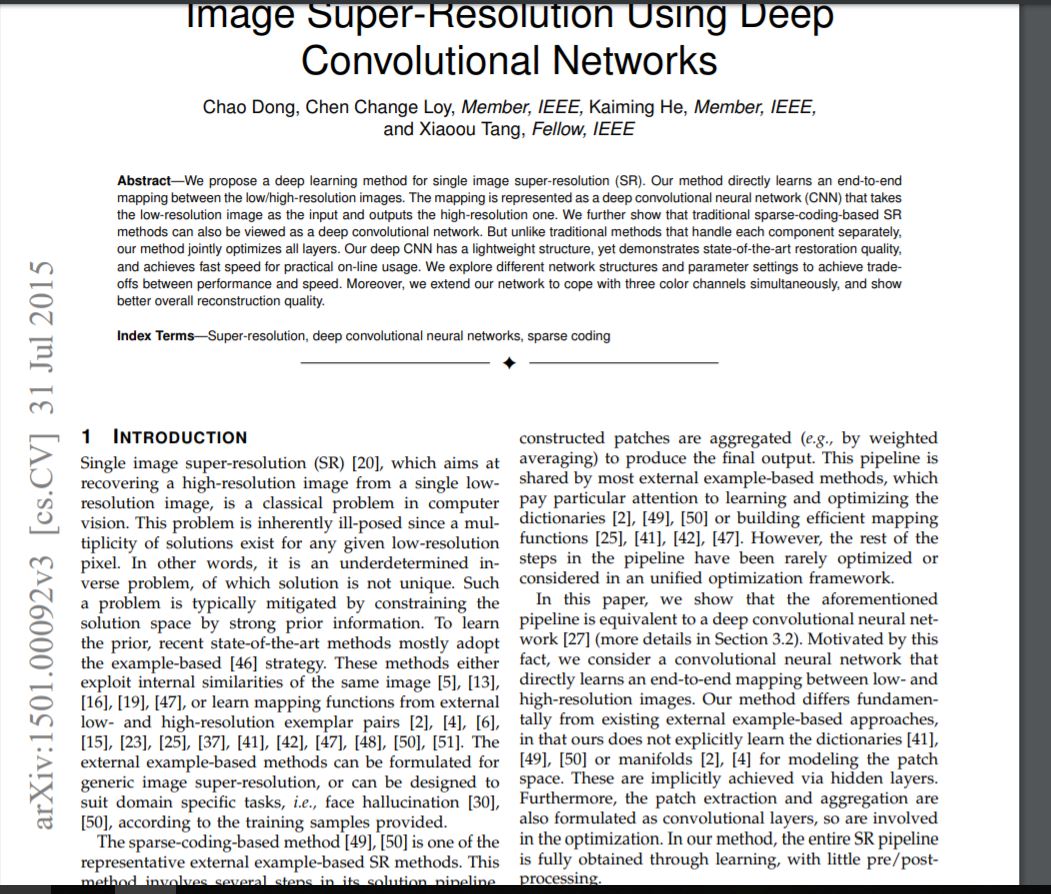 Image Super-Resolution Using Deep
Convolutional Networks
Chao Dong, Chen Change Loy, Member, IEEE, Kaiming He, Member, IEEE,
and Xiaoou Tang, Fellow, IEEE
Abstract—We propose a deep learning method for single image super-resolution (SR). Our method directly learns an end-to-end
mapping between the low/high-resolution images. The mapping is represented as a deep convolutional neural network (CNN) that takes
the low-resolution image as the input and outputs the high-resolution one. We further show that traditional sparse-coding-based SR
methods can also be viewed as a deep convolutional network. But unlike traditional methods that handle each component separately,
our method jointly optimizes all layers. Our deep CNN has a lightweight structure, yet demonstrates state-of-the-art restoration quality,
and achieves fast speed for practical on-line usage. We explore different network structures and parameter settings to achieve trade-
offs between performance and speed. Moreover, we extend our network to cope with three color channels simultaneously, and show
better overall reconstruction quality.
Index Terms—Super-resolution, deep convolutional neural networks, sparse coding
arXiv:1501.00092v3 [cs.CV] 31 Jul 2015
1 INTRODUCTION
Single image super-resolution (SR) [20], which aims at
recovering a high-resolution image from a single low-
resolution image, is a classical problem in computer
vision. This problem is inherently ill-posed since a mul-
tiplicity of solutions exist for any given low-resolution
pixel. In other words, it is an underdetermined in-
verse problem, of which solution is not unique. Such
a problem is typically mitigated by constraining the
solution space by strong prior information. To learn
the prior, recent state-of-the-art methods mostly adopt
the example-based [46] strategy. These methods either
exploit internal similarities of the same image [5], [13],
[16], [19], [47], or learn mapping functions from external
low- and high-resolution exemplar pairs [2], [4], [6],
[15], [23], [25], [37], [41], [42], [47], [48], [50], [51]. The
external example-based methods can be formulated for
generic image super-resolution, or can be designed to
suit domain specific tasks, i.e., face hallucination [30],
[50], according to the training samples provided.
The sparse-coding-based method [49], [50] is one of the
representative external example-based SR methods. This
method involves several steps in its solution pipeline.
constructed patches are aggregated (e.g., by weighted
averaging) to produce the final output. This pipeline is
shared by most external example-based methods, which
pay particular attention to learning and optimizing the
dictionaries [2], [49], [50] or building efficient mapping
functions [25], [41], [42], [47]. However, the rest of the
steps in the pipeline have been rarely optimized or
considered in an unified optimization framework.
In this paper, we show that the aforementioned
pipeline is equivalent to a deep convolutional neural net-
work [27] (more details in Section 3.2). Motivated by this
fact, we consider a convolutional neural network that
directly learns an end-to-end mapping between low- and
high-resolution images. Our method differs fundamen-
tally from existing external example-based approaches,
in that ours does not explicitly learn the dictionaries [41],
[49], [50] or manifolds [2], [4] for modeling the patch
space. These are implicitly achieved via hidden layers.
Furthermore, the patch extraction and aggregation are
also formulated as convolutional layers, so are involved
in the optimization. In our method, the entire SR pipeline
is fully obtained through learning, with little pre/post-
processing.